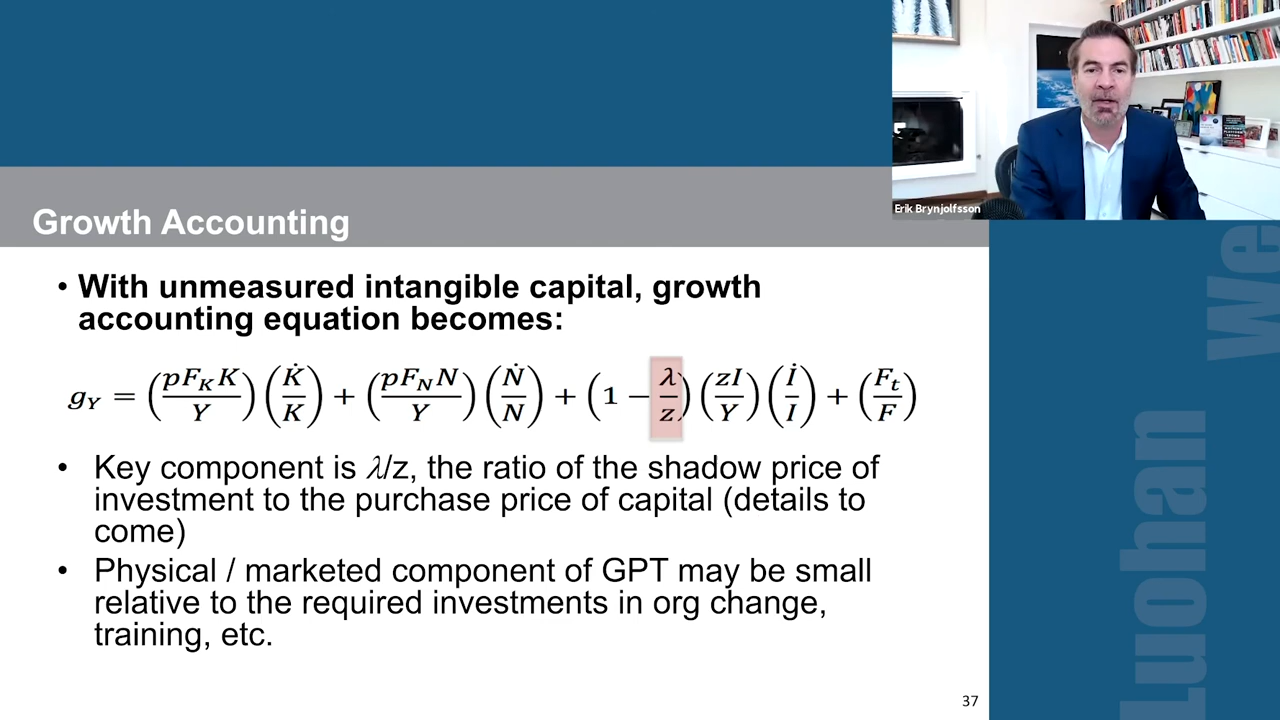 Erik Brynjolfsson
Growth Accounting
• With unmeasured intangible capital, growth
accounting equation becomes:
g_Y = (pF_K K / Y) (K̇ / K) + (pF_N N / Y) (Ṅ / N) + (1 − λ / z) (zI / Y) (İ / I) + (F_t / F)
• Key component is λ/z, the ratio of the shadow price of
investment to the purchase price of capital (details to
come)
• Physical / marketed component of GPT may be small
relative to the required investments in org change,
training, etc.
37
Luohan
We